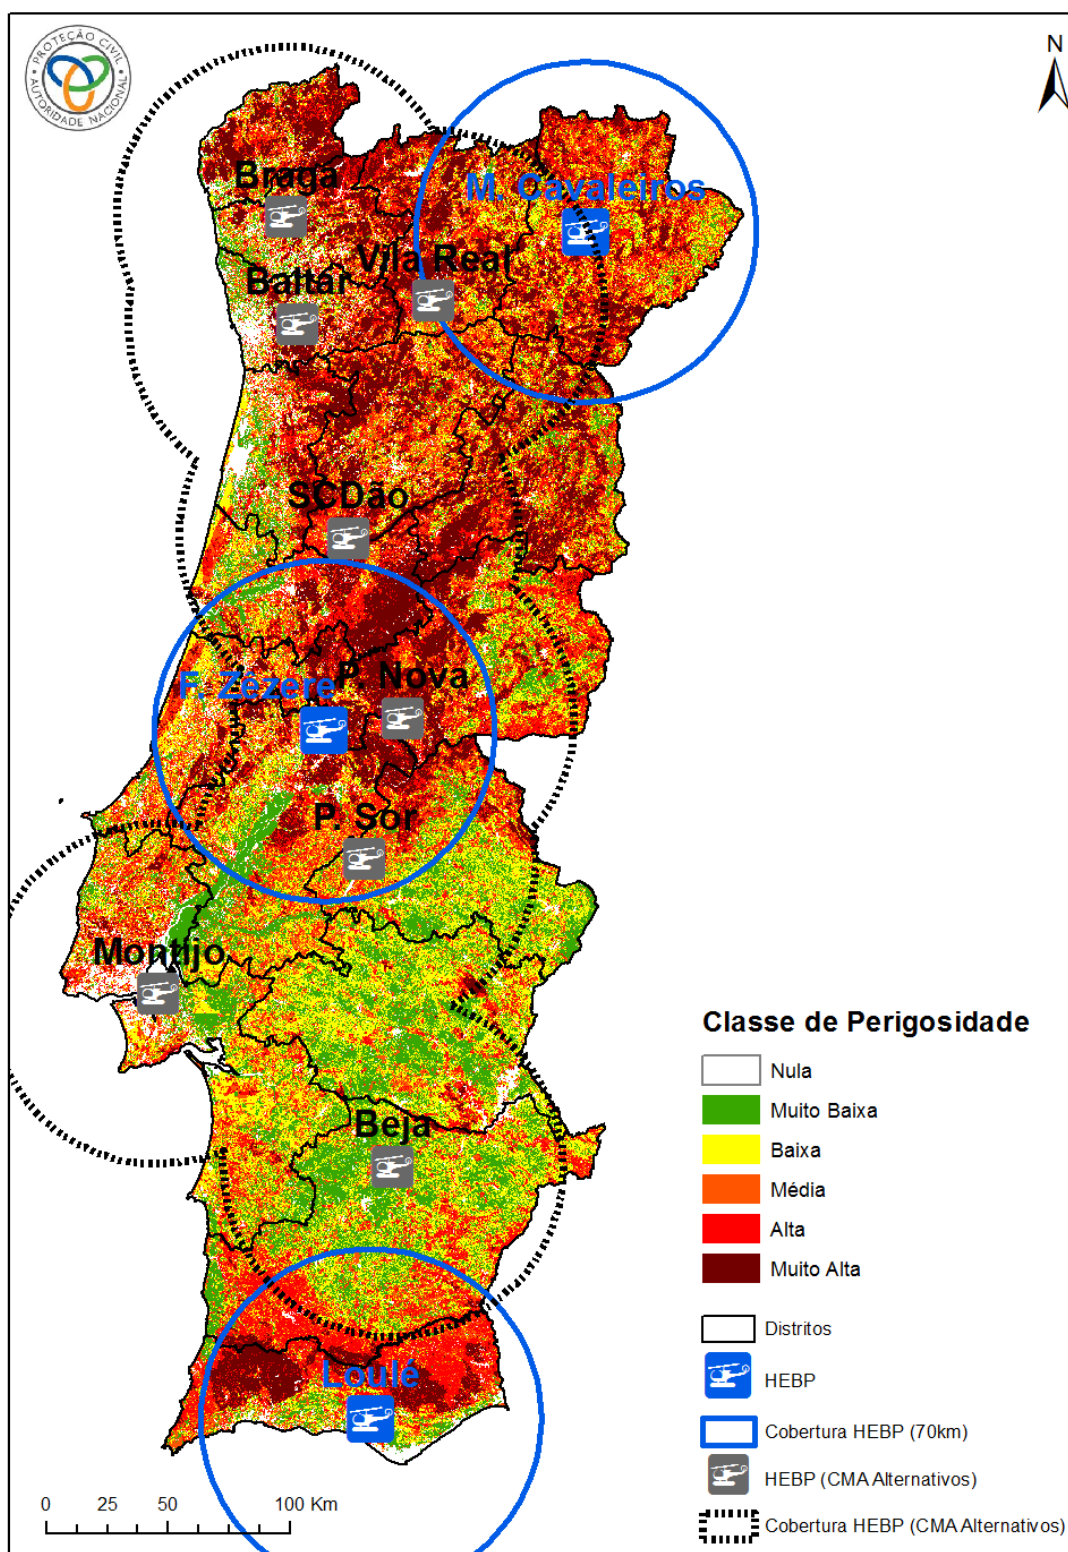 PROTEÇÃO CIVIL
AUTORIDADE NACIONAL
N
Braga
M. Cavaleiros
Vila Real
Baltar
SCDão
P. Nova
F. Zêzere
P. Sor
Montijo
Beja
Loulé
Classe de Perigosidade
Nula
Muito Baixa
Baixa
Média
Alta
Muito Alta
Distritos
HEBP
Cobertura HEBP (70km)
HEBP (CMA Alternativos)
Cobertura HEBP (CMA Alternativos)
0 25 50 100 Km